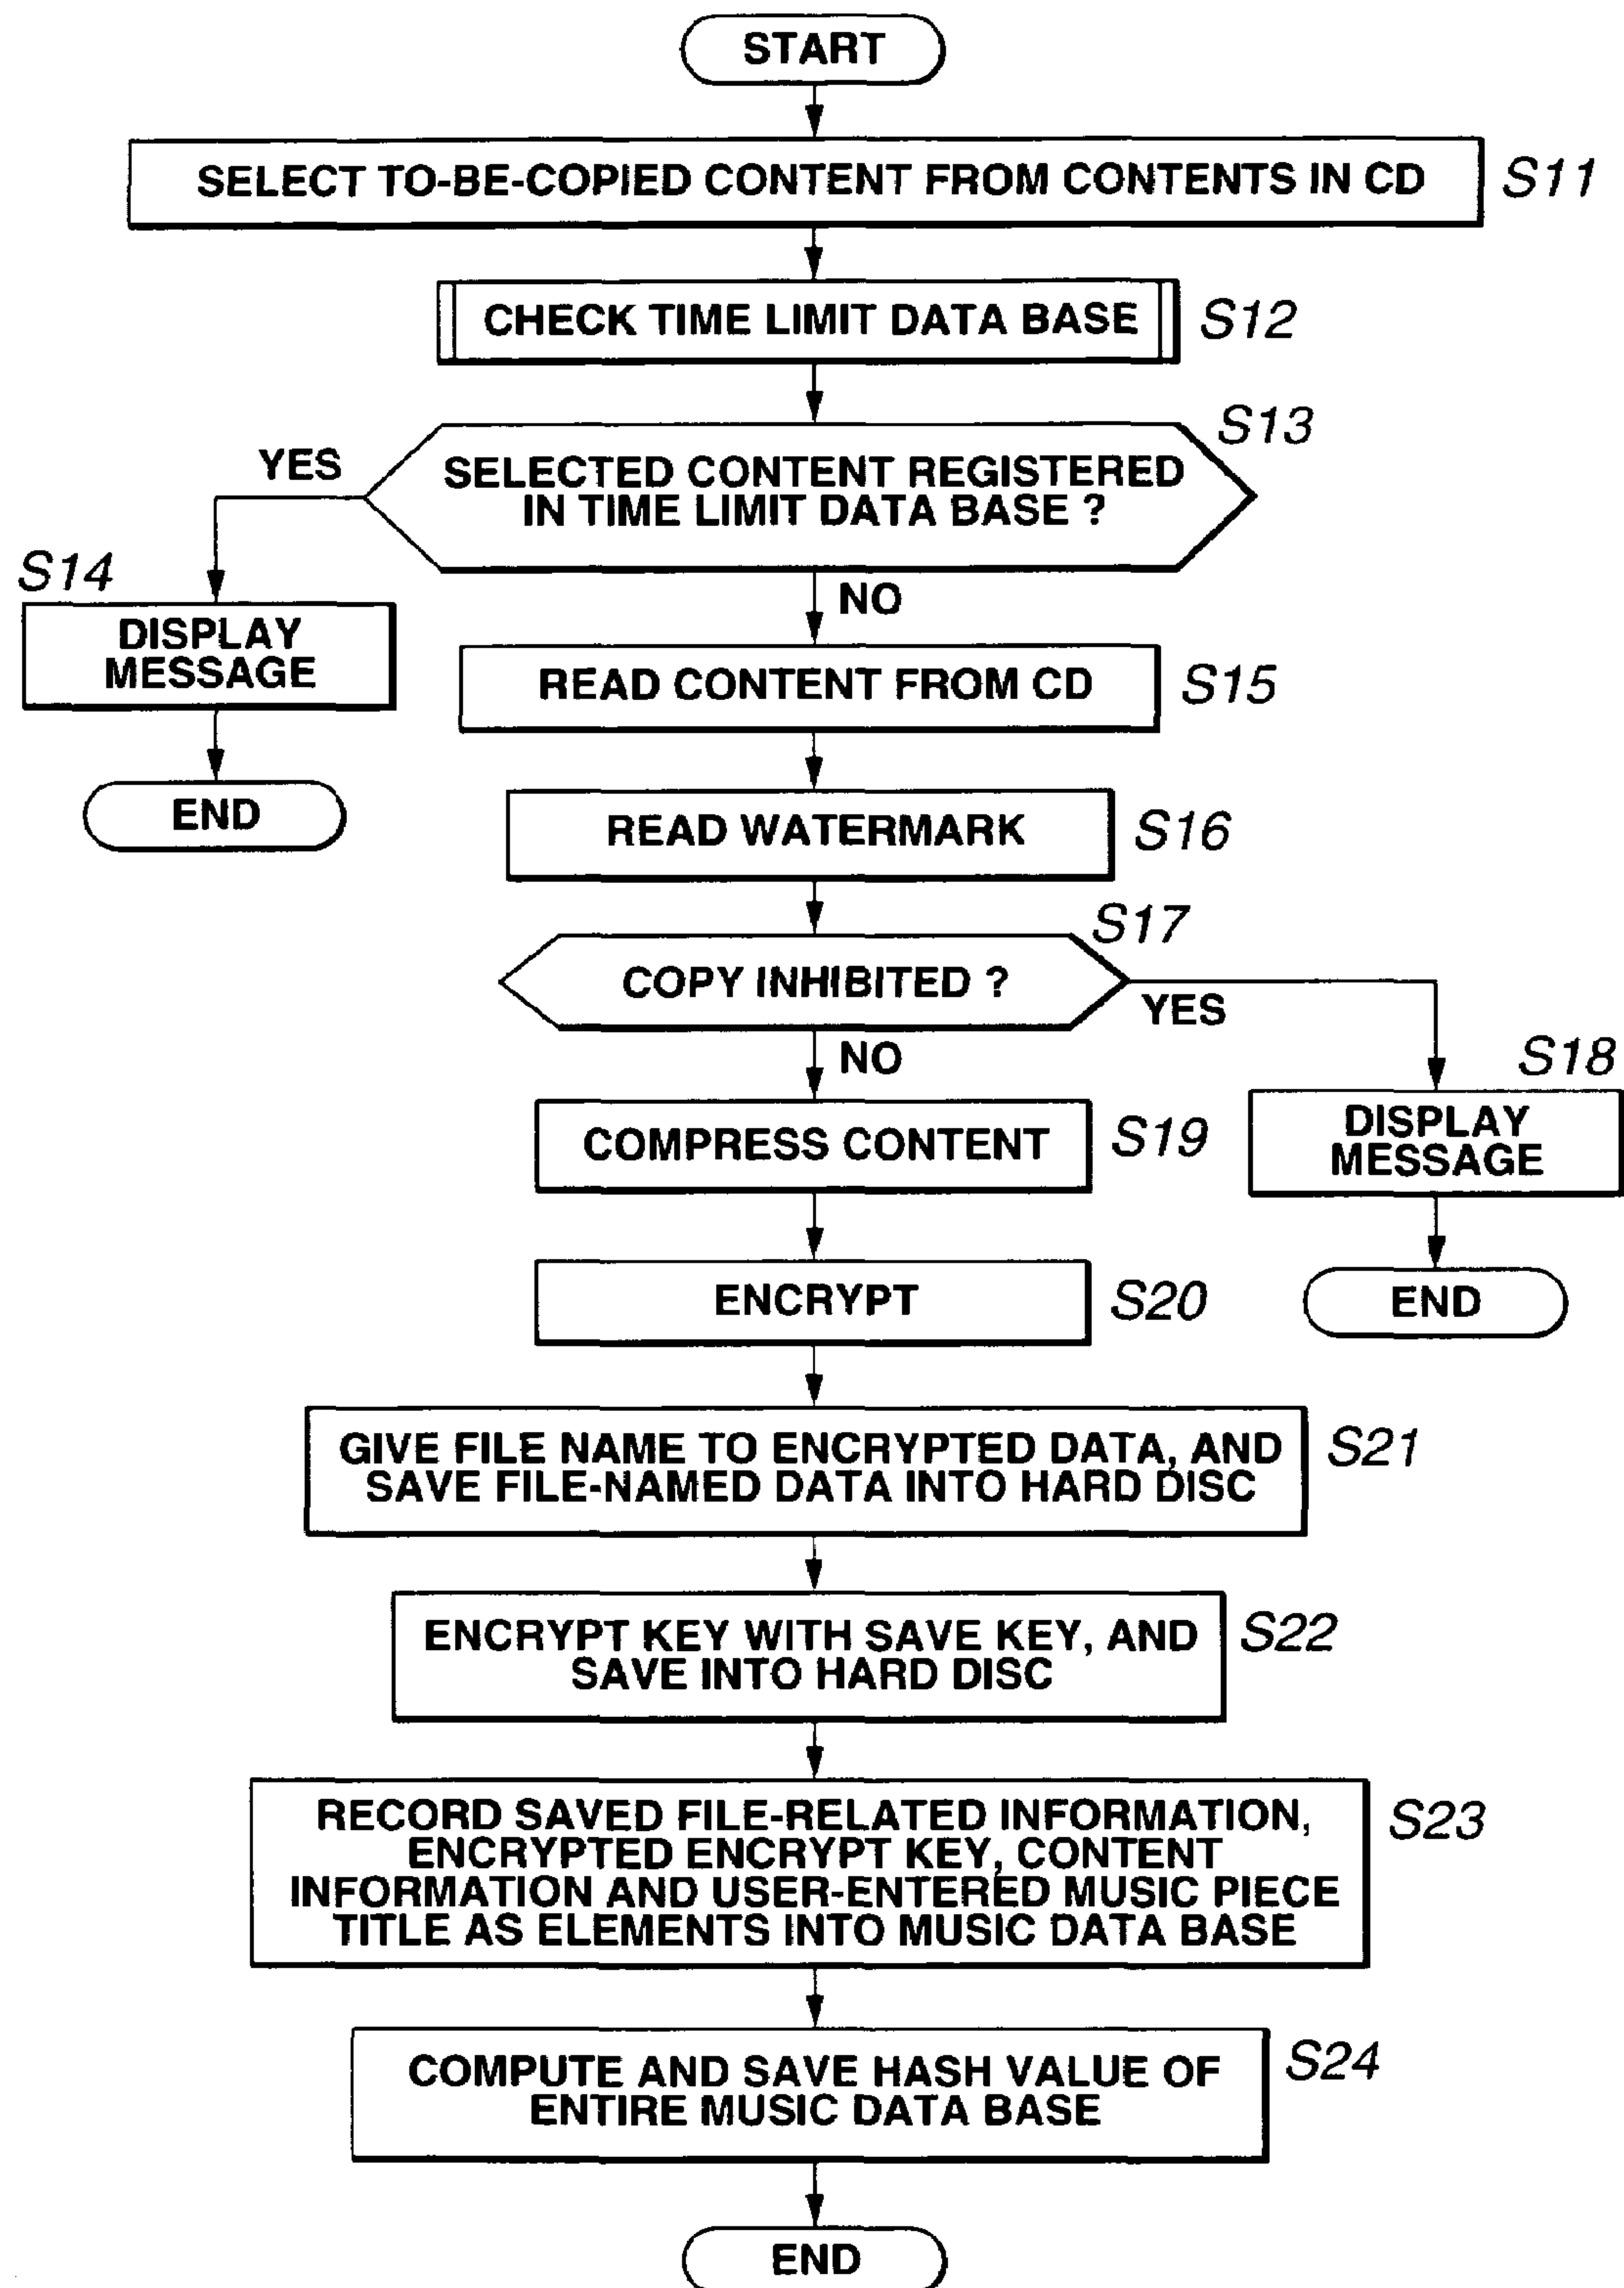 START
SELECT TO-BE-COPIED CONTENT FROM CONTENTS IN CD
S11
CHECK TIME LIMIT DATA BASE
S12
S13
SELECTED CONTENT REGISTERED
IN TIME LIMIT DATA BASE ?
YES
NO
S14
DISPLAY
MESSAGE
END
READ CONTENT FROM CD
S15
READ WATERMARK
S16
S17
COPY INHIBITED ?
YES
NO
S18
DISPLAY
MESSAGE
END
COMPRESS CONTENT
S19
ENCRYPT
S20
GIVE FILE NAME TO ENCRYPTED DATA, AND
SAVE FILE-NAMED DATA INTO HARD DISC
S21
ENCRYPT KEY WITH SAVE KEY, AND
SAVE INTO HARD DISC
S22
RECORD SAVED FILE-RELATED INFORMATION,
ENCRYPTED ENCRYPT KEY, CONTENT
INFORMATION AND USER-ENTERED MUSIC PIECE
TITLE AS ELEMENTS INTO MUSIC DATA BASE
S23
COMPUTE AND SAVE HASH VALUE OF
ENTIRE MUSIC DATA BASE
S24
END